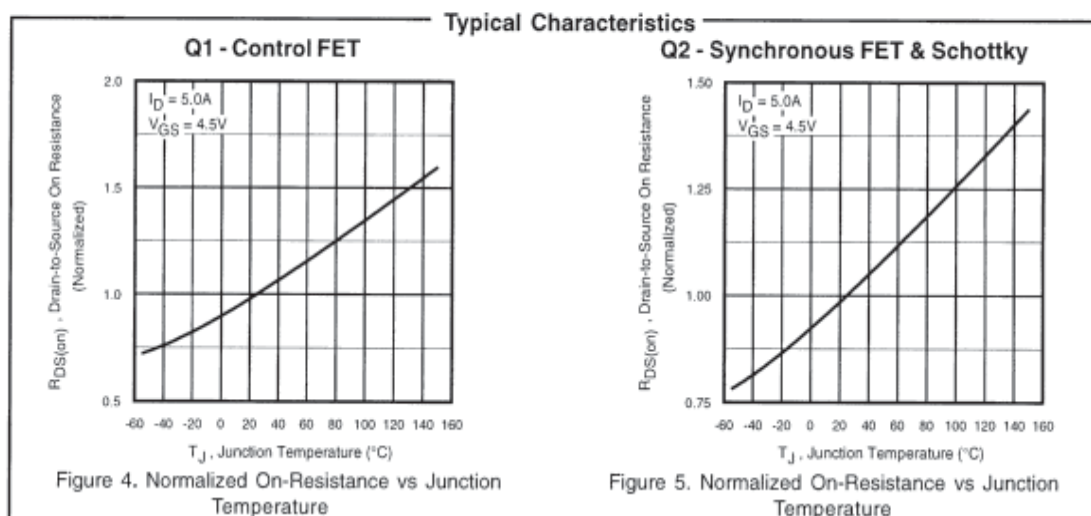 Typical Characteristics
Q1 - Control FET
2.0
1.5
1.0
0.5
I_D = 5.0A
V_GS = 4.5V
R_DS(on) , Drain-to-Source On Resistance
(Normalized)
-60 -40 -20 0 20 40 60 80 100 120 140 160
T_J , Junction Temperature (°C)
Figure 4. Normalized On-Resistance vs Junction
Temperature
Q2 - Synchronous FET & Schottky
1.50
1.25
1.00
0.75
I_D = 5.0A
V_GS = 4.5V
R_DS(on) , Drain-to-Source On Resistance
(Normalized)
-60 -40 -20 0 20 40 60 80 100 120 140 160
T_J , Junction Temperature (°C)
Figure 5. Normalized On-Resistance vs Junction
Temperature